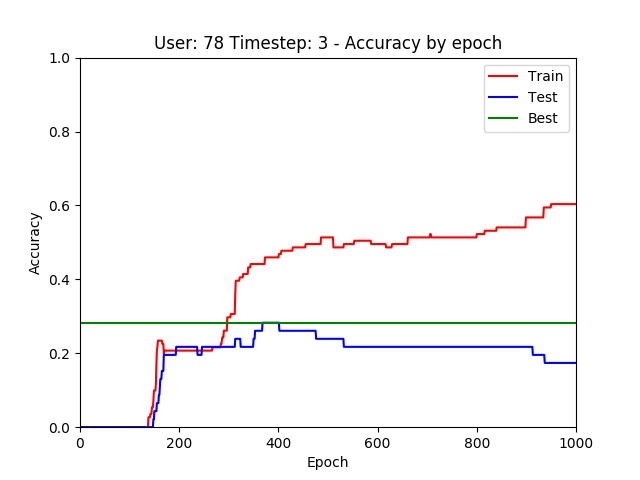 User: 78 Timestep: 3 - Accuracy by epoch
Train
Test
Best
Accuracy
1.0
0.8
0.6
0.4
0.2
0.0
0 200 400 600 800 1000
Epoch